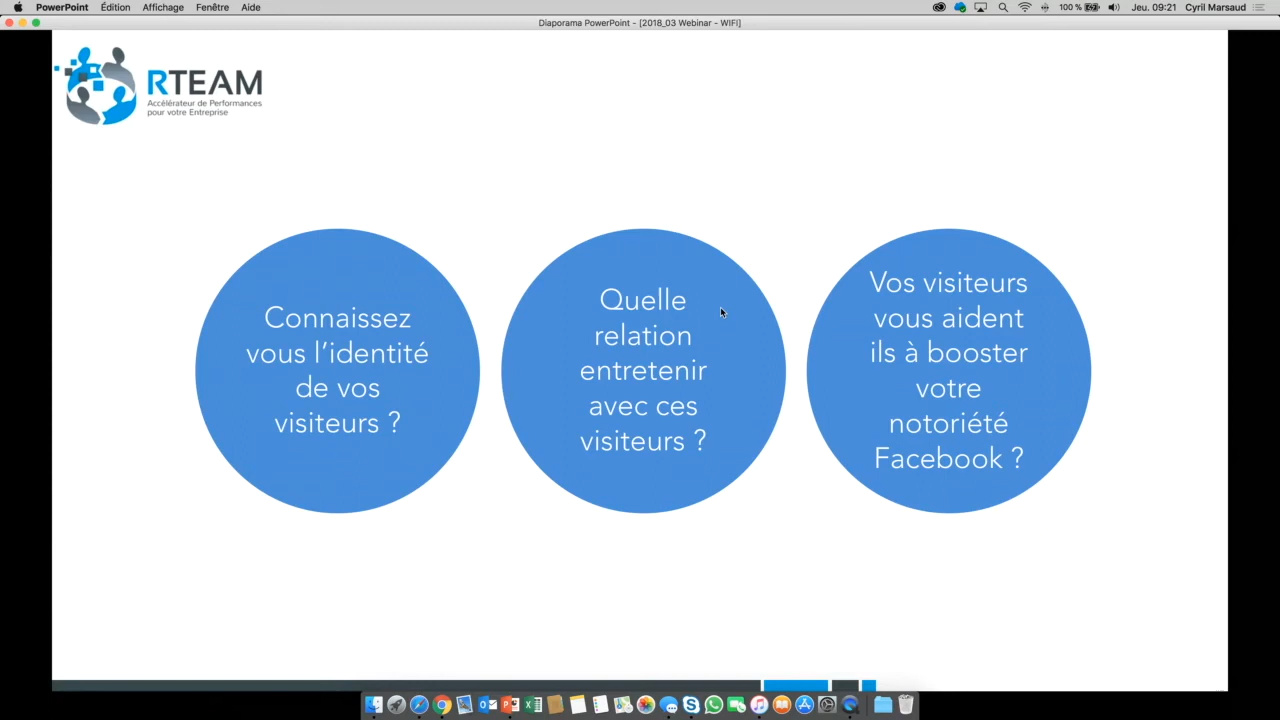 PowerPoint Édition Affichage Fenêtre Aide 100 % Jeu. 09:21 Cyril Marsaud
Diaporama PowerPoint - [2018_03 Webinar - WIFI]
RTEAM
Accélérateur de Performances
pour votre Entreprise
Connaissez
vous l’identité
de vos
visiteurs ?
Quelle
relation
entretenir
avec ces
visiteurs ?
Vos visiteurs
vous aident
ils à booster
votre
notoriété
Facebook ?